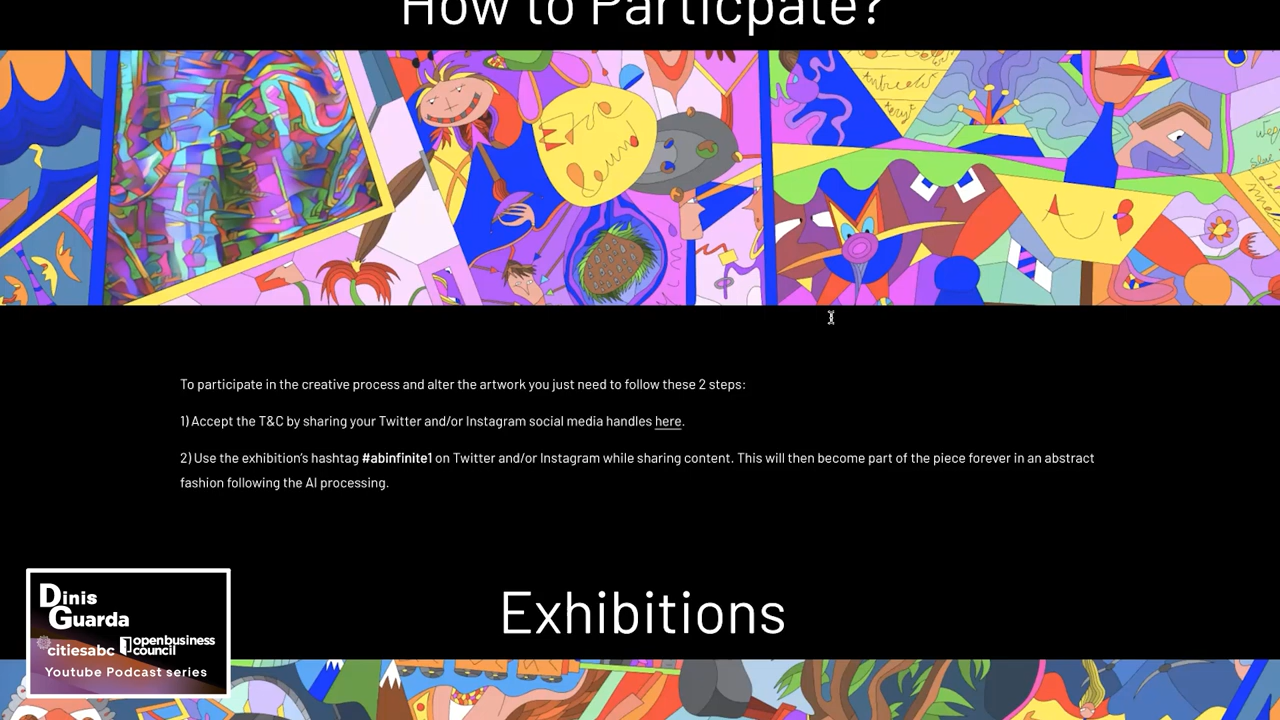 How to Particpate?
To participate in the creative process and alter the artwork you just need to follow these 2 steps:
1) Accept the T&C by sharing your Twitter and/or Instagram social media handles here.
2) Use the exhibition's hashtag #abinfinite1 on Twitter and/or Instagram while sharing content. This will then become part of the piece forever in an abstract
fashion following the AI processing.
Exhibitions
Dinis
Guarda
citiesabc openbusiness
council
Youtube Podcast series